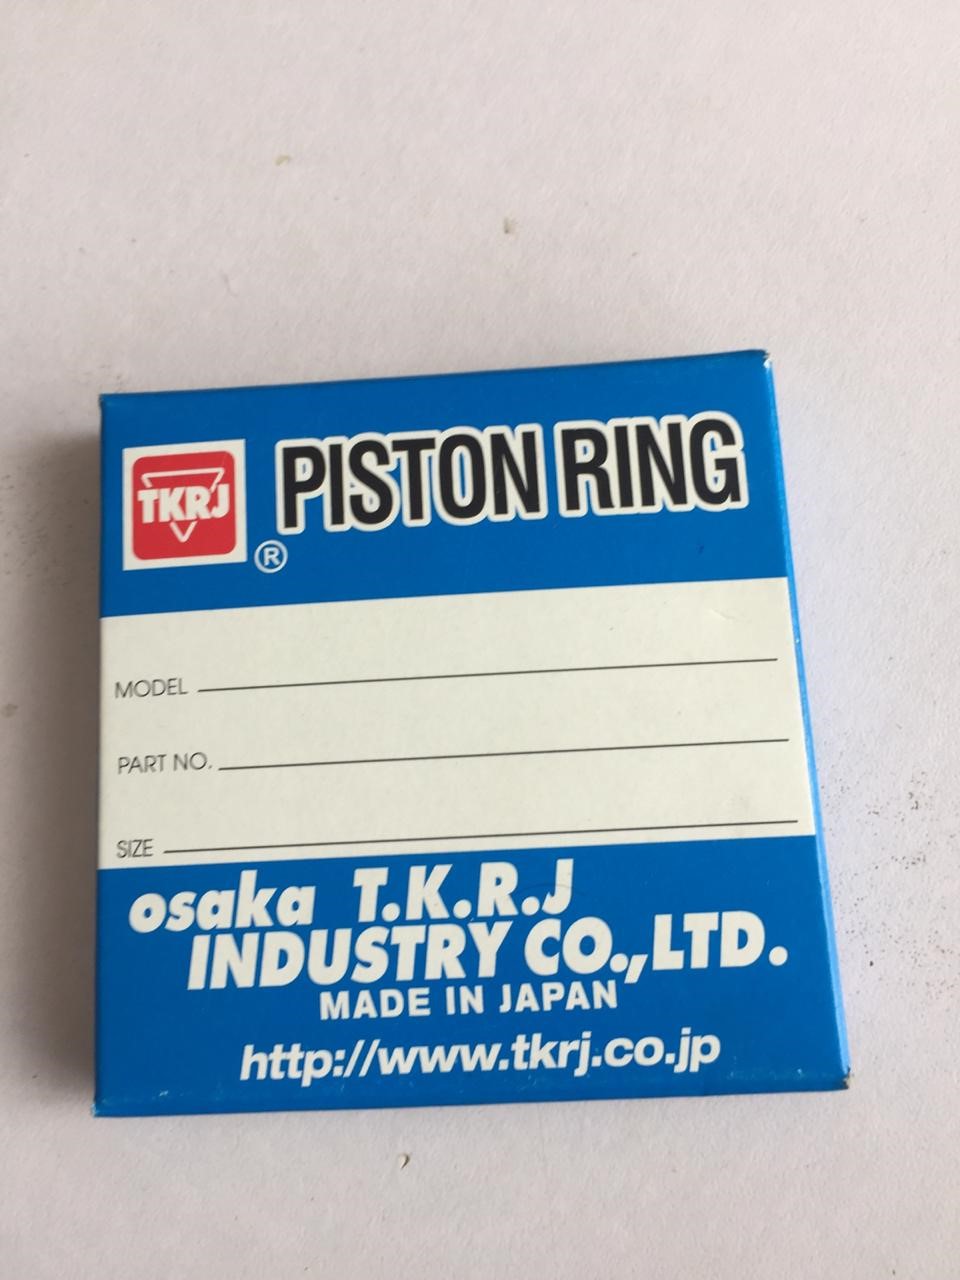 TKRJ
® PISTON RING
MODEL
PART NO.
SIZE
osaka T.K.R.J
INDUSTRY CO.,LTD.
MADE IN JAPAN
http://www.tkrj.co.jp